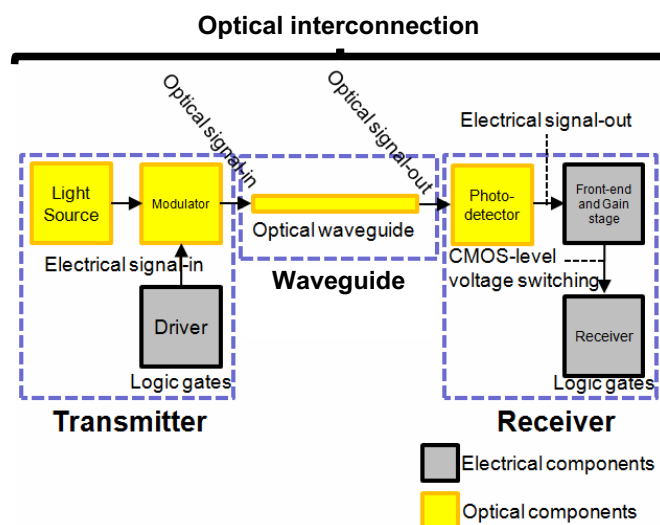 Optical interconnection
Optical signal-in
Optical signal-out
Electrical signal-out
Light
Source
Modulator
Optical waveguide
Photo-
detector
Front-end
and Gain
stage
Electrical signal-in
Waveguide
CMOS-level
voltage switching
Driver
Receiver
Logic gates
Logic gates
Transmitter
Receiver
Electrical components
Optical components